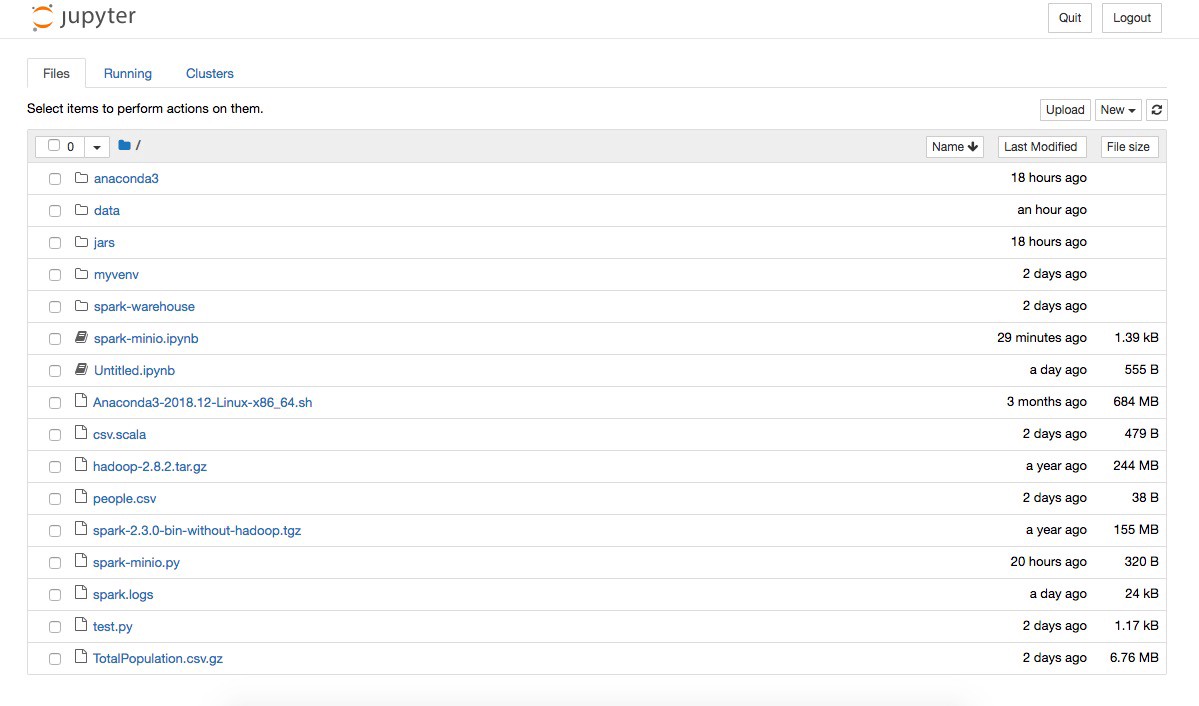 jupyter Quit Logout
Files Running Clusters
Select items to perform actions on them. Upload New
0 / Name Last Modified File size
anaconda3 18 hours ago
data an hour ago
jars 18 hours ago
myvenv 2 days ago
spark-warehouse 2 days ago
spark-minio.ipynb 29 minutes ago 1.39 kB
Untitled.ipynb a day ago 555 B
Anaconda3-2018.12-Linux-x86_64.sh 3 months ago 684 MB
csv.scala 2 days ago 479 B
hadoop-2.8.2.tar.gz a year ago 244 MB
people.csv 2 days ago 38 B
spark-2.3.0-bin-without-hadoop.tgz a year ago 155 MB
spark-minio.py 20 hours ago 320 B
spark.logs a day ago 24 kB
test.py 2 days ago 1.17 kB
TotalPopulation.csv.gz 2 days ago 6.76 MB